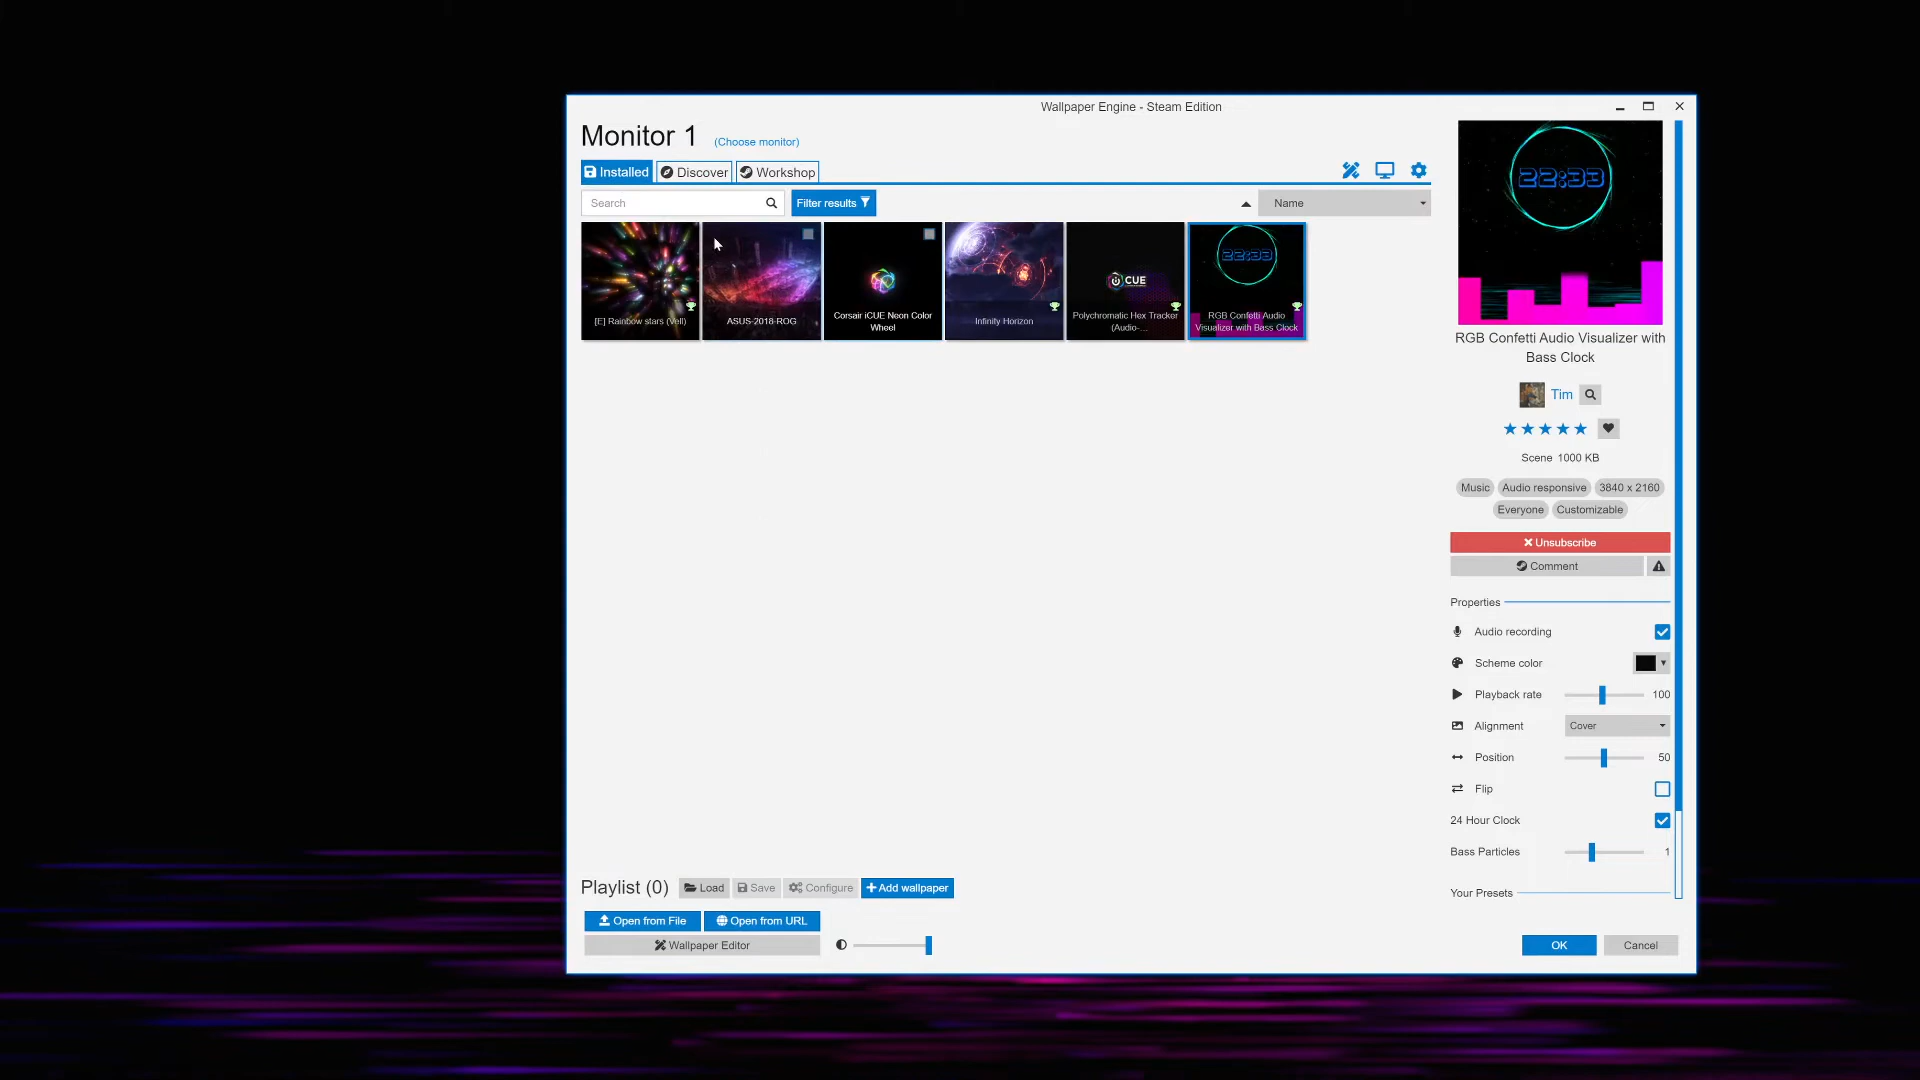 Wallpaper Engine - Steam Edition
Monitor 1 (Choose monitor)
Installed Discover Workshop
Search Filter results Name
[E] Rainbow stars (Vell)
ASUS-2018-ROG
Corsair iCUE Neon Color
Wheel
Infinity Horizon
CUE
Polychromatic Hex Tracker
(Audio-...
22:33
RGB Confetti Audio
Visualizer with Bass Clock
22:33
RGB Confetti Audio Visualizer with
Bass Clock
Tim
Scene 1000 KB
Music Audio responsive 3840 x 2160
Everyone Customizable
Unsubscribe
Comment
Properties
Audio recording
Scheme color
Playback rate 100
Alignment Cover
Position 50
Flip
24 Hour Clock
Bass Particles 1
Your Presets
Playlist (0) Load Save Configure Add wallpaper
Open from File Open from URL
Wallpaper Editor
OK Cancel